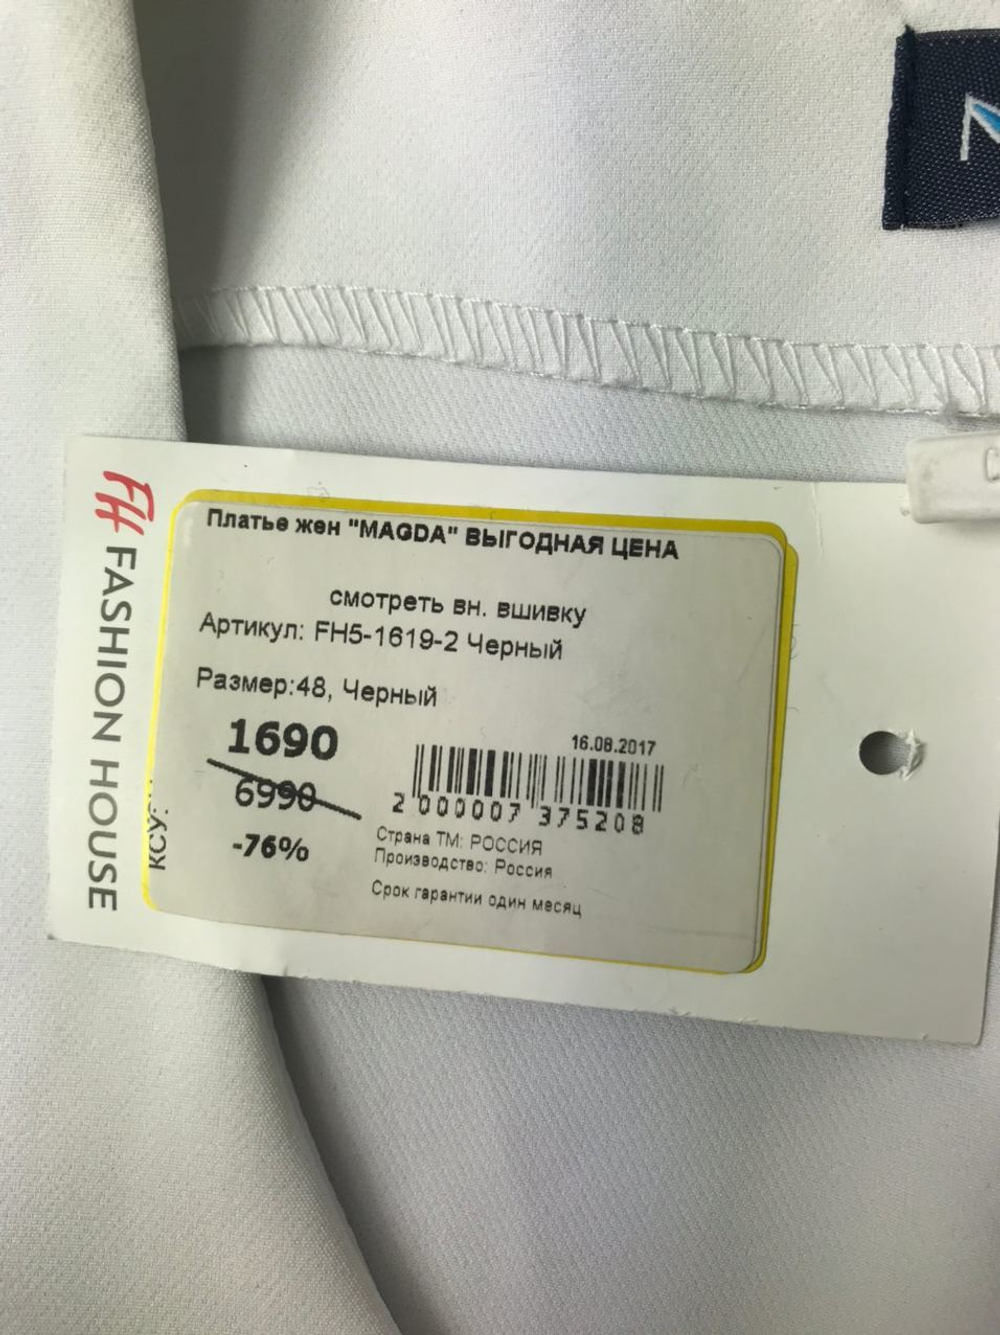 FH FASHION HOUSE
Платье жен "MAGDA" ВЫГОДНАЯ ЦЕНА
смотреть вн. вшивку
Артикул: FH5-1619-2 Черный
Размер:48, Черный
1690
6990
-76%
16.08.2017
2 000007 375208
Страна ТМ: РОССИЯ
Производство: Россия
Срок гарантии один месяц